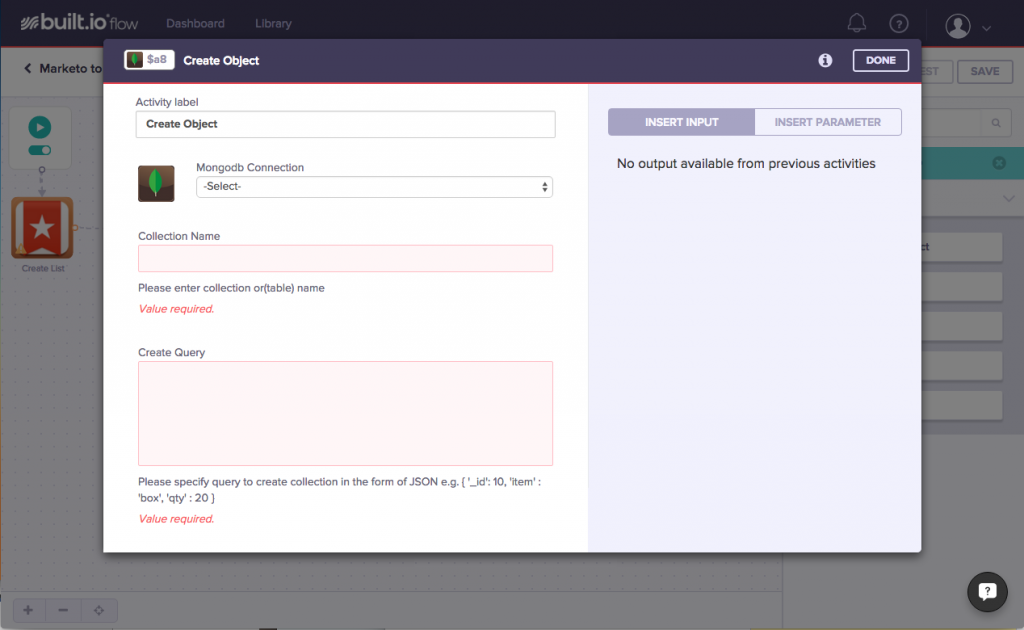 built.io flow
Dashboard
Library
Marketo to
SAVE
$aB
Create Object
DONE
Activity label
Create Object
Mongodb Connection
-Select-
Collection Name
Please enter collection or(table) name
Value required.
Create Query
Please specify query to create collection in the form of JSON e.g. { '_id': 10, 'item' :
'box', 'qty' : 20 }
Value required.
INSERT INPUT
INSERT PARAMETER
No output available from previous activities
Create List